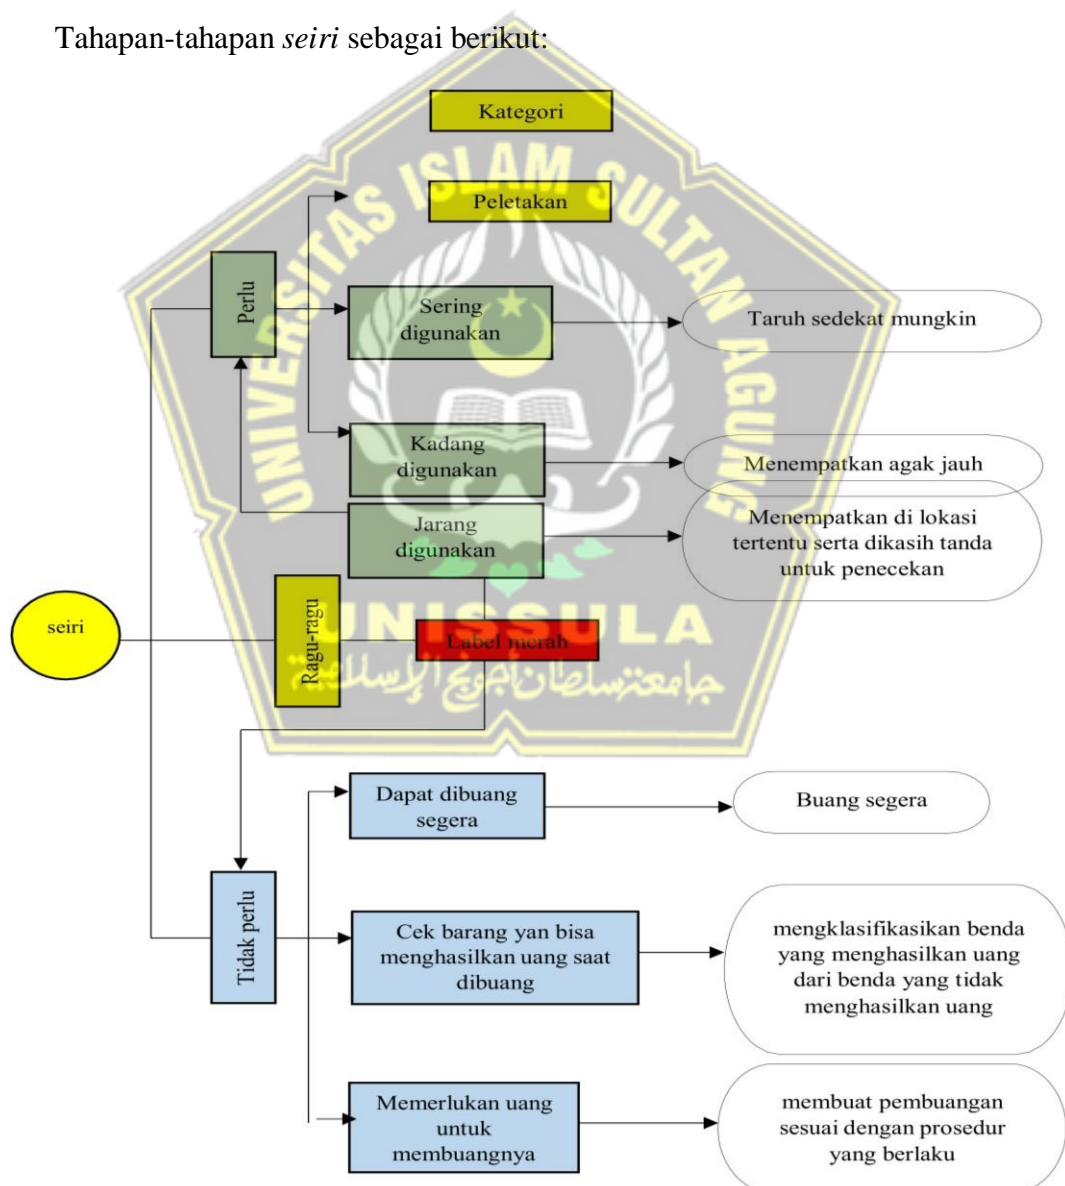 Tahapan-tahapan seiri sebagai berikut:
Kategori
Peletakan
Perlu
Sering
digunakan
Taruh sedekat mungkin
Kadang
digunakan
Menempatkan agak jauh
Jarang
digunakan
Menempatkan di lokasi
tertentu serta dikasih tanda
untuk penecekan
seiri
Ragu-ragu
Label merah
Tidak perlu
Dapat dibuang
segera
Buang segera
Cek barang yan bisa
menghasilkan uang saat
dibuang
mengklasifikasikan benda
yang menghasilkan uang
dari benda yang tidak
menghasilkan uang
Memerlukan uang
untuk
membuangnya
membuat pembuangan
sesuai dengan prosedur
yang berlaku
UNIVERSITAS ISLAM SULTAN AGUNG
UNISSULA
جامعتنسلطان أجونج الإسلامية